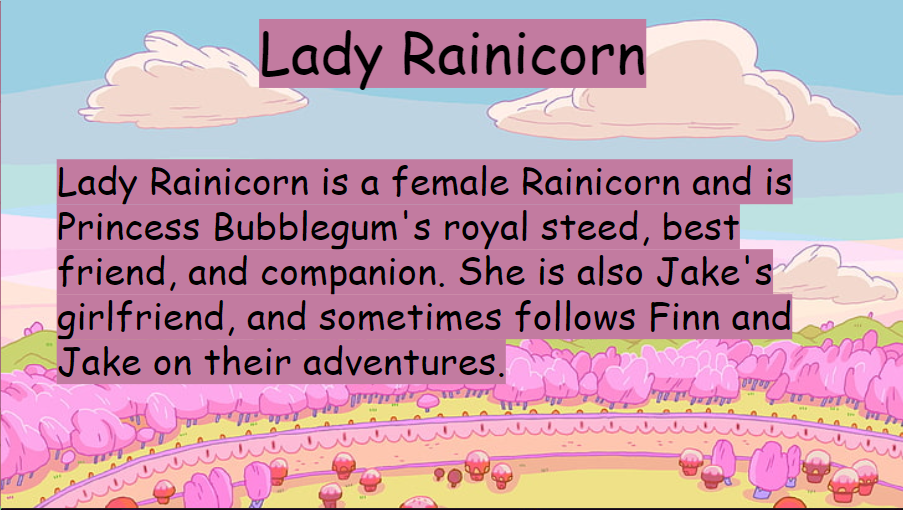 Lady Rainicorn
Lady Rainicorn is a female Rainicorn and is
Princess Bubblegum's royal steed, best
friend, and companion. She is also Jake's
girlfriend, and sometimes follows Finn and
Jake on their adventures.